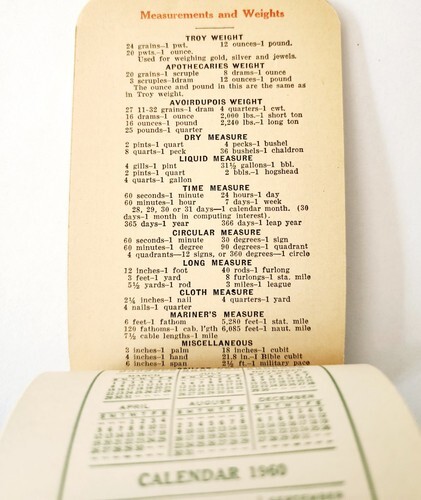 Measurements and Weights
TROY WEIGHT
24 grains—1 pwt. 12 ounces—1 pound.
20 pwts.—1 ounce.
Used for weighing gold, silver and jewels.
APOTHECARIES WEIGHT
20 grains—1 scruple 8 drams—1 ounce
3 scruples—1dram 12 ounces—1 pound
The ounce and pound in this are the same as
in Troy weight.
AVOIRDUPOIS WEIGHT
27 11-32 grains—1 dram 4 quarters—1 cwt.
16 drams—1 ounce 2,000 lbs.—1 short ton
16 ounces—1 pound 2,240 lbs.—1 long ton
25 pounds—1 quarter
DRY MEASURE
2 pints—1 quart 4 pecks—1 bushel
8 quarts—1 peck 36 bushels—1 chaldron
LIQUID MEASURE
4 gills—1 pint 31½ gallons—1 bbl.
2 pints—1 quart 2 bbls.—1 hogshead
4 quarts—1 gallon
TIME MEASURE
60 seconds—1 minute 24 hours—1 day
60 minutes—1 hour 7 days—1 week
28, 29, 30 or 31 days—1 calendar month. (30
days—1 month in computing interest).
365 days—1 year 366 days—1 leap year
CIRCULAR MEASURE
60 seconds—1 minute 30 degrees—1 sign
60 minutes—1 degree 90 degrees—1 quadrant
4 quadrants—12 signs, or 360 degrees—1 circle
LONG MEASURE
12 inches—1 foot 40 rods—1 furlong
3 feet—1 yard 8 furlongs—1 sta. mile
5½ yards—1 rod 3 miles—1 league
CLOTH MEASURE
2¼ inches—1 nail 4 quarters—1 yard
4 nails—1 quarter
MARINER'S MEASURE
6 feet—1 fathom 5,280 feet—1 stat. mile
120 fathoms—1 cab. l'gth 6,085 feet—1 naut. mile
7½ cable lengths—1 mile
MISCELLANEOUS
3 inches—1 palm 18 inches—1 cubit
4 inches—1 hand 21.8 in.—1 Bible cubit
6 inches—1 span 2½ ft.—1 military pace
APRIL AUGUST DECEMBER
CALENDAR 1960